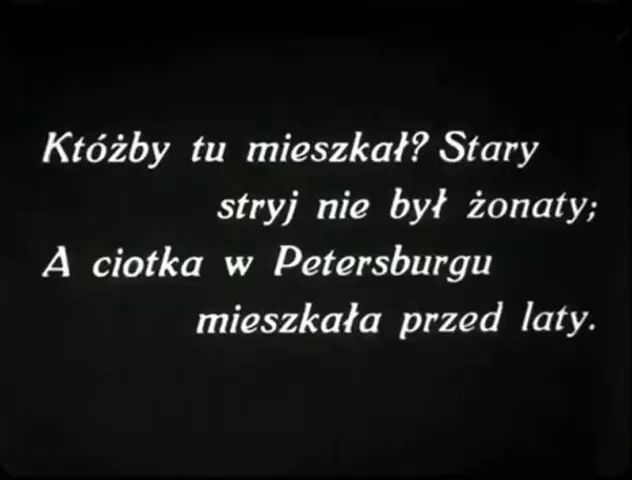 Któżby tu mieszkał? Stary
stryj nie był żonaty;
A ciotka w Petersburgu
mieszkała przed laty.